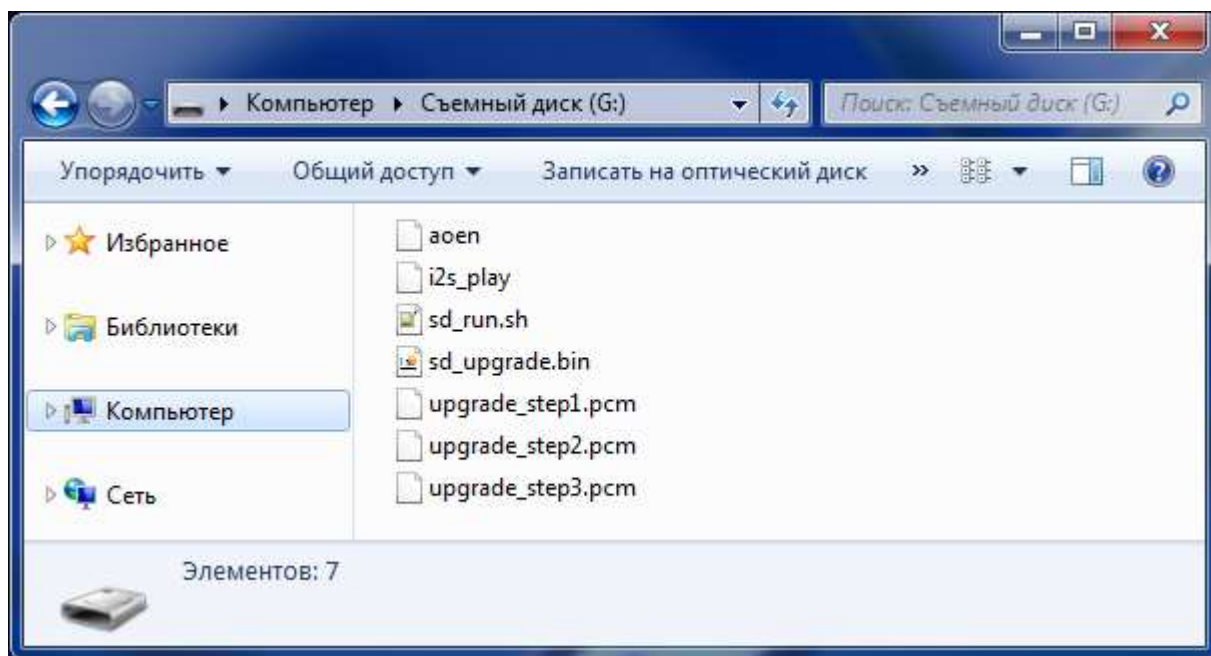 Компьютер Съемный диск (G:) Поиск: Съемный диск (G:)
Упорядочить Общий доступ Записать на оптический диск »
Избранное
Библиотеки
Компьютер
Сеть
aoen
i2s_play
sd_run.sh
sd_upgrade.bin
upgrade_step1.pcm
upgrade_step2.pcm
upgrade_step3.pcm
Элементов: 7